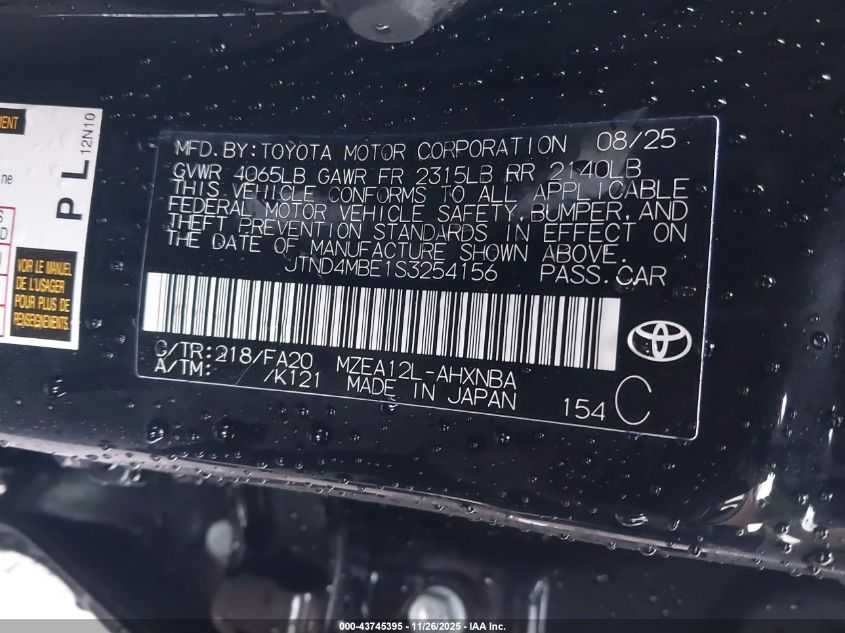 MENT
ne
S
D
N
VOIR LE MANUEL
DE L'USAGER
POUR PLUS DE
RENSEIGNEMENTS.
PL
12N10
MFD.BY:TOYOTA MOTOR CORPORATION 08/25
GVWR 4065LB GAWR FR 2315LB RR 2140LB
THIS VEHICLE CONFORMS TO ALL APPLICABLE
FEDERAL MOTOR VEHICLE SAFETY,BUMPER,AND
THEFT PREVENTION STANDARDS IN EFFECT ON
THE DATE OF MANUFACTURE SHOWN ABOVE.
JTND4MBE1S3254156 PASS.CAR
C/TR:218/FA20 MZEA12L-AHXNBA
A/TM: /K121 MADE IN JAPAN
154 C
000-43745395 - 11/26/2025 - IAA Inc.